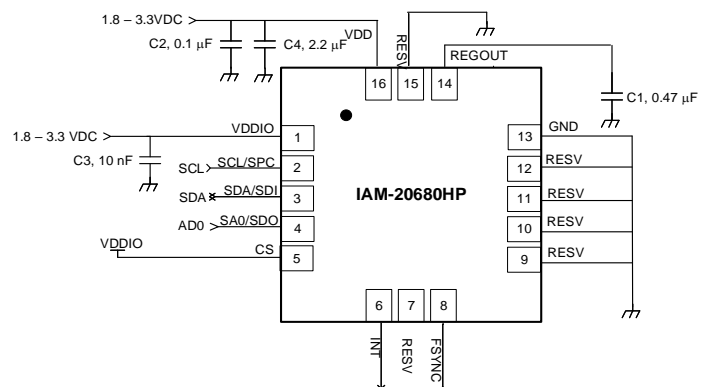 1.8 – 3.3VDC
C2, 0.1 µF
C4, 2.2 µF
VDD
RESV
REGOUT
C1, 0.47 µF
16
15
14
1.8 – 3.3 VDC
C3, 10 nF
VDDIO
1
SCL
SCL/SPC
2
SDA
SDA/SDI
3
AD0
SA0/SDO
4
VDDIO
CS
5
IAM-20680HP
13
GND
12
RESV
11
RESV
10
RESV
9
RESV
6
7
8
INT
RESV
FSYNC